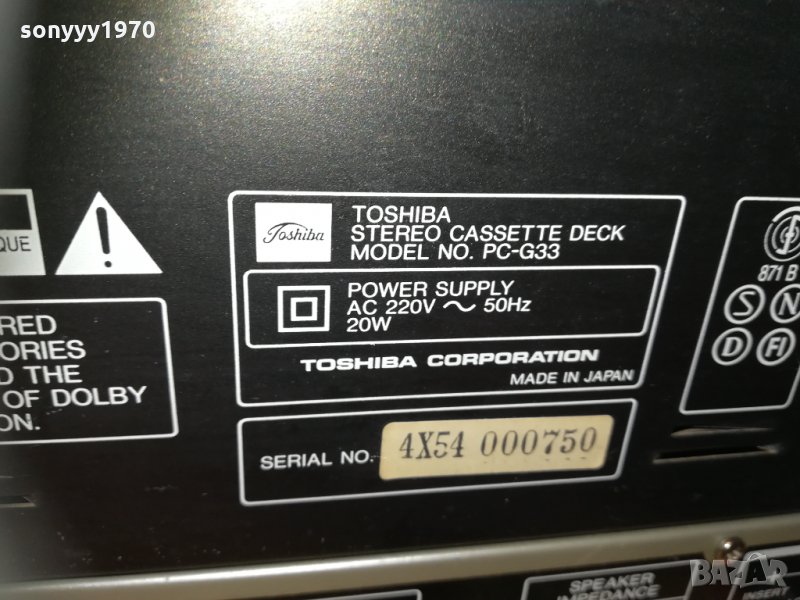 sonyyy1970
QUE
Toshiba
TOSHIBA
STEREO CASSETTE DECK
MODEL NO. PC-G33
POWER SUPPLY
AC 220V ～ 50Hz
20W
TOSHIBA CORPORATION
MADE IN JAPAN
SERIAL NO. 4X54 000750
RED
ORIES
D THE
OF DOLBY
ON.
871 B
S N
D FI
SPEAKER
IMPEDANCE
INSERT
BAZAR